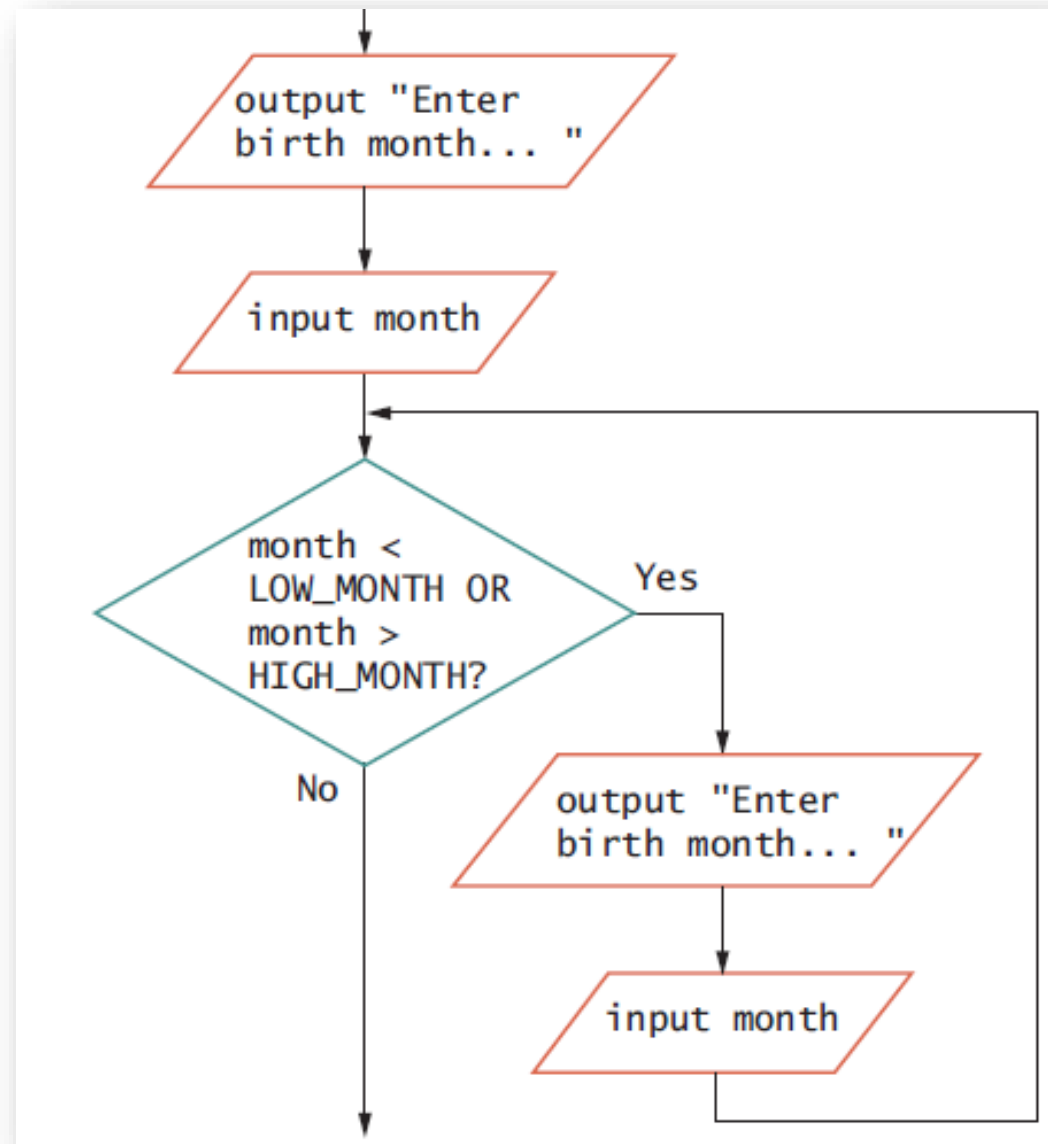 output "Enter
birth month... "
input month
month <
LOW_MONTH OR
month >
HIGH_MONTH?
Yes
No
output "Enter
birth month... "
input month